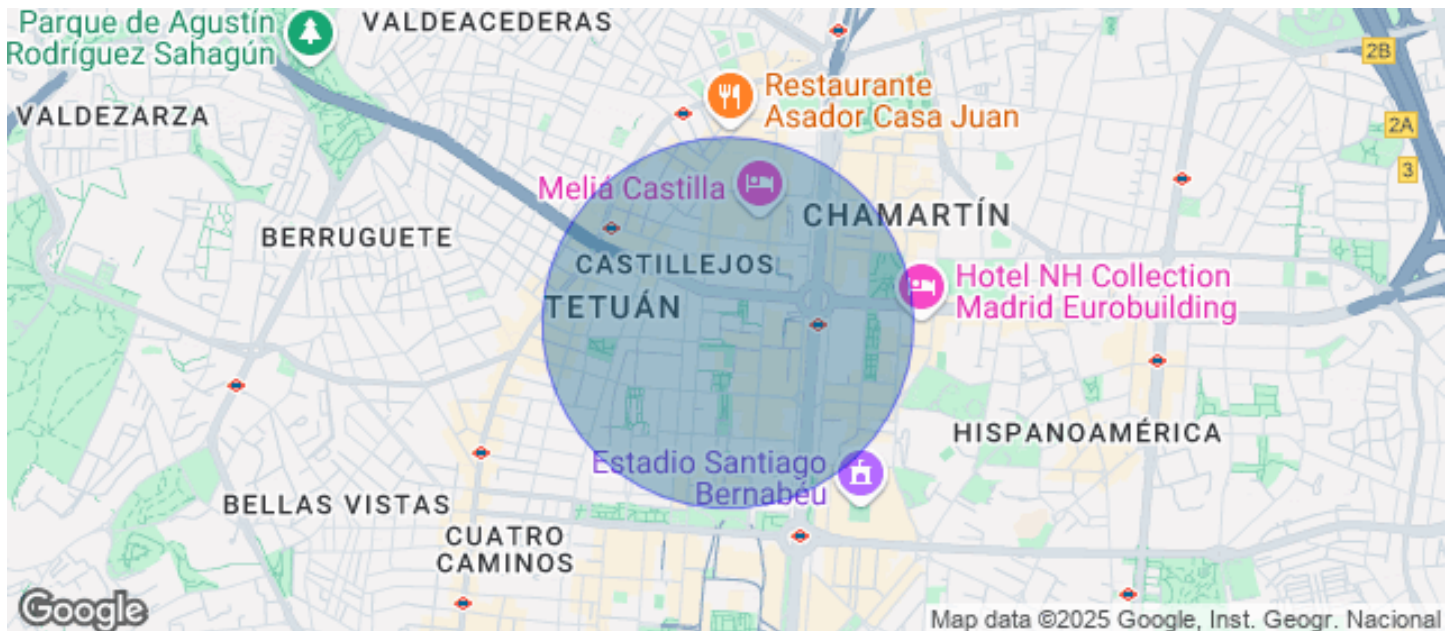 Parque de Agustín
Rodríguez Sahagún
VALDEACEDERAS
2B
Restaurante
Asador Casa Juan
VALDEZARZA
2A
3
Meliá Castilla
CHAMARTÍN
BERRUGUETE
CASTILLEJOS
Hotel NH Collection
Madrid Eurobuilding
TETUÁN
HISPANOAMÉRICA
Estadio Santiago
Bernabéu
BELLAS VISTAS
CUATRO
CAMINOS
Google
Map data ©2025 Google, Inst. Geogr. Nacional